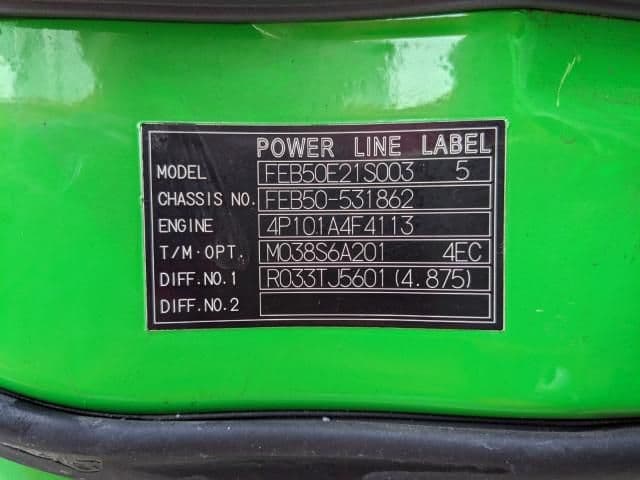 POWER LINE LABEL
MODEL FEB50E21S003 5
CHASSIS NO. FEB50-531862
ENGINE 4P10.1A4F4113
T/M·OPT. M038S6A201 4EC
DIFF.NO.1 R033TJ5601(4.875)
DIFF.NO.2